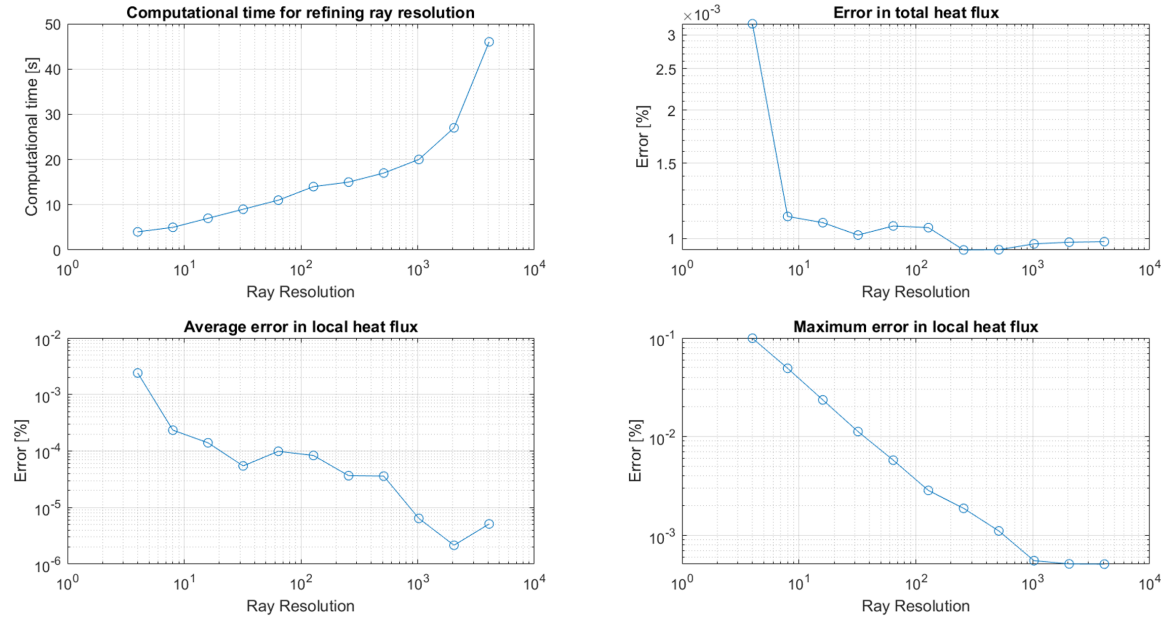 Computational time for refining ray resolution
50
40
30
20
10
0
Computational time [s]
10^0 10^1 10^2 10^3 10^4
Ray Resolution
Error in total heat flux
×10^-3
3
2.5
2
1.5
1
Error [%]
10^0 10^1 10^2 10^3 10^4
Ray Resolution
Average error in local heat flux
10^-2
10^-3
10^-4
10^-5
10^-6
Error [%]
10^0 10^1 10^2 10^3 10^4
Ray Resolution
Maximum error in local heat flux
10^-1
10^-2
10^-3
Error [%]
10^0 10^1 10^2 10^3 10^4
Ray Resolution